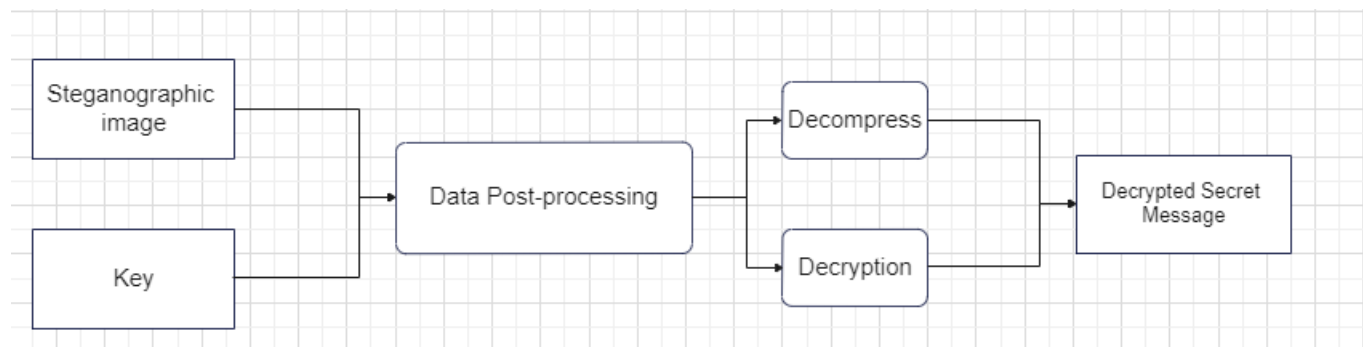 Steganographic
image
Key
Data Post-processing
Decompress
Decryption
Decrypted Secret
Message